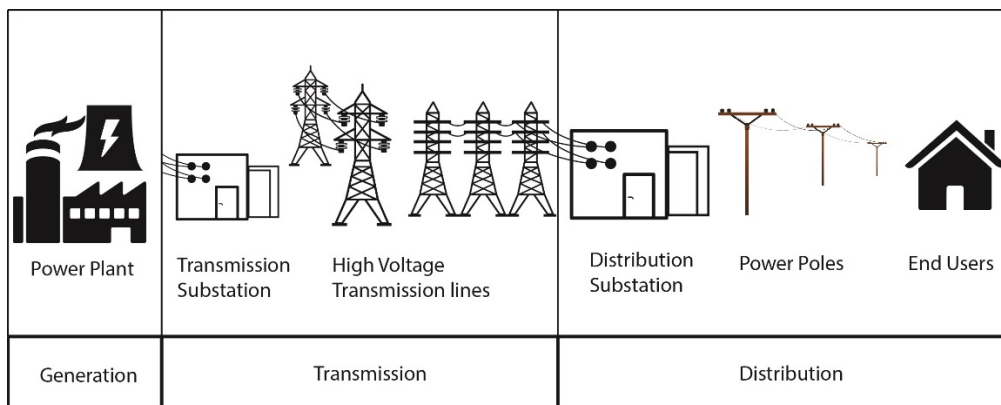 Power Plant
Transmission
Substation
High Voltage
Transmission lines
Distribution
Substation
Power Poles
End Users
Generation
Transmission
Distribution